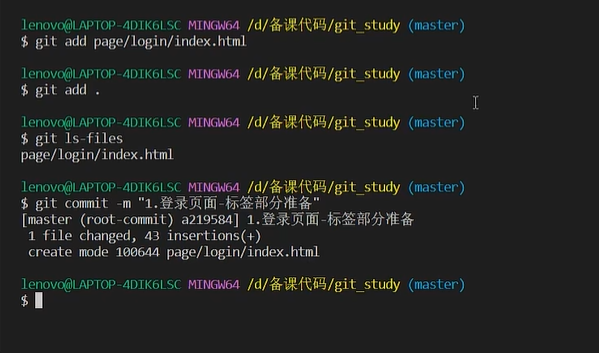 lenovo@LAPTOP-4DIK6LSC MINGW64 /d/备课代码/git_study (master)
$ git add page/login/index.html
lenovo@LAPTOP-4DIK6LSC MINGW64 /d/备课代码/git_study (master)
$ git add .
lenovo@LAPTOP-4DIK6LSC MINGW64 /d/备课代码/git_study (master)
$ git ls-files
page/login/index.html
lenovo@LAPTOP-4DIK6LSC MINGW64 /d/备课代码/git_study (master)
$ git commit -m "1.登录页面-标签部分准备"
[master (root-commit) a219584] 1.登录页面-标签部分准备
 1 file changed, 43 insertions(+)
 create mode 100644 page/login/index.html
lenovo@LAPTOP-4DIK6LSC MINGW64 /d/备课代码/git_study (master)
$